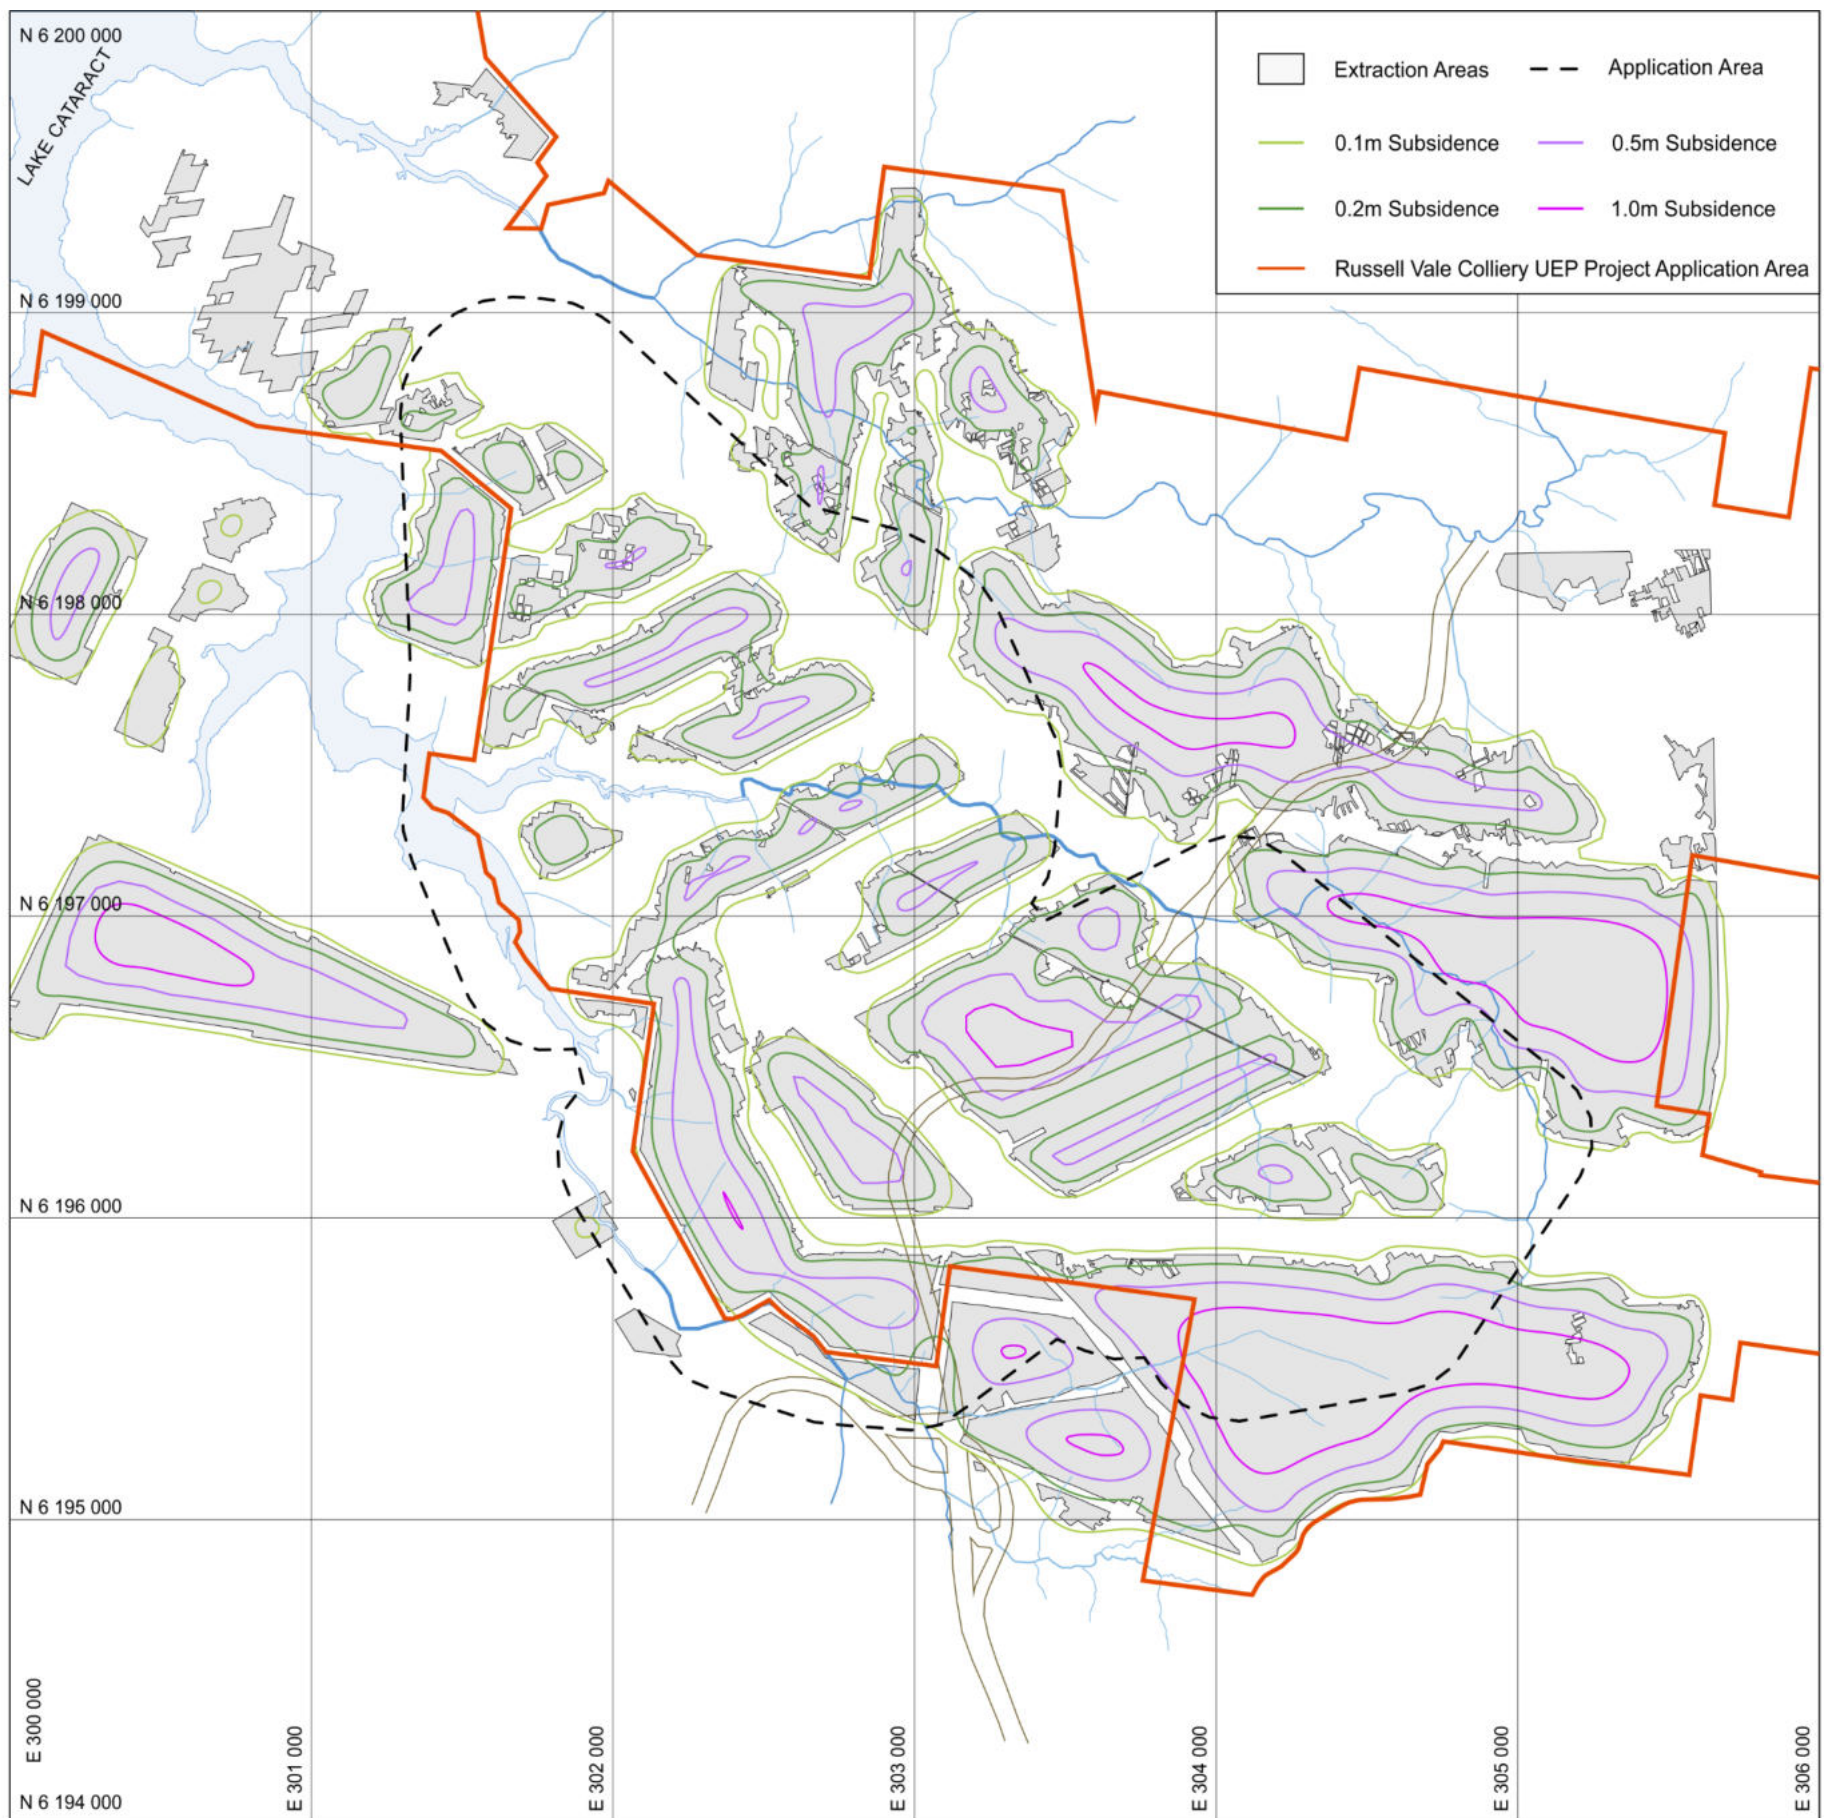 N 6 200 000
LAKE CATARACT
Extraction Areas
Application Area
0.1m Subsidence
0.5m Subsidence
0.2m Subsidence
1.0m Subsidence
Russell Vale Colliery UEP Project Application Area
N 6 199 000
N 6 198 000
N 6 197 000
N 6 196 000
N 6 195 000
N 6 194 000
E 300 000
E 301 000
E 302 000
E 303 000
E 304 000
E 305 000
E 306 000